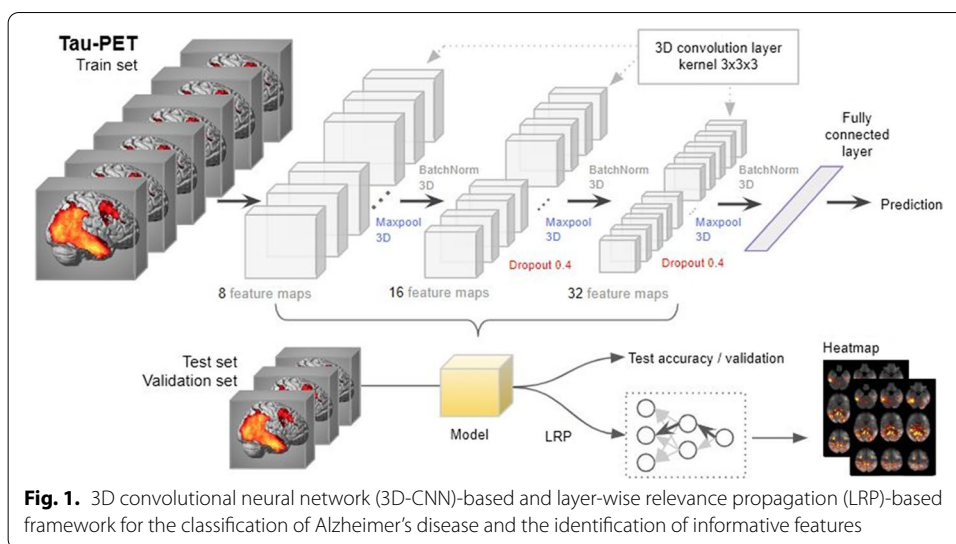 Tau-PET
Train set
3D convolution layer
kernel 3x3x3
Fully
connected
layer
BatchNorm
3D
BatchNorm
3D
BatchNorm
3D
Maxpool
3D
Maxpool
3D
Maxpool
3D
Prediction
Dropout 0.4
Dropout 0.4
8 feature maps
16 feature maps
32 feature maps
Test set
Validation set
Model
LRP
Test accuracy / validation
Heatmap
Fig. 1. 3D convolutional neural network (3D-CNN)-based and layer-wise relevance propagation (LRP)-based
framework for the classification of Alzheimer’s disease and the identification of informative features